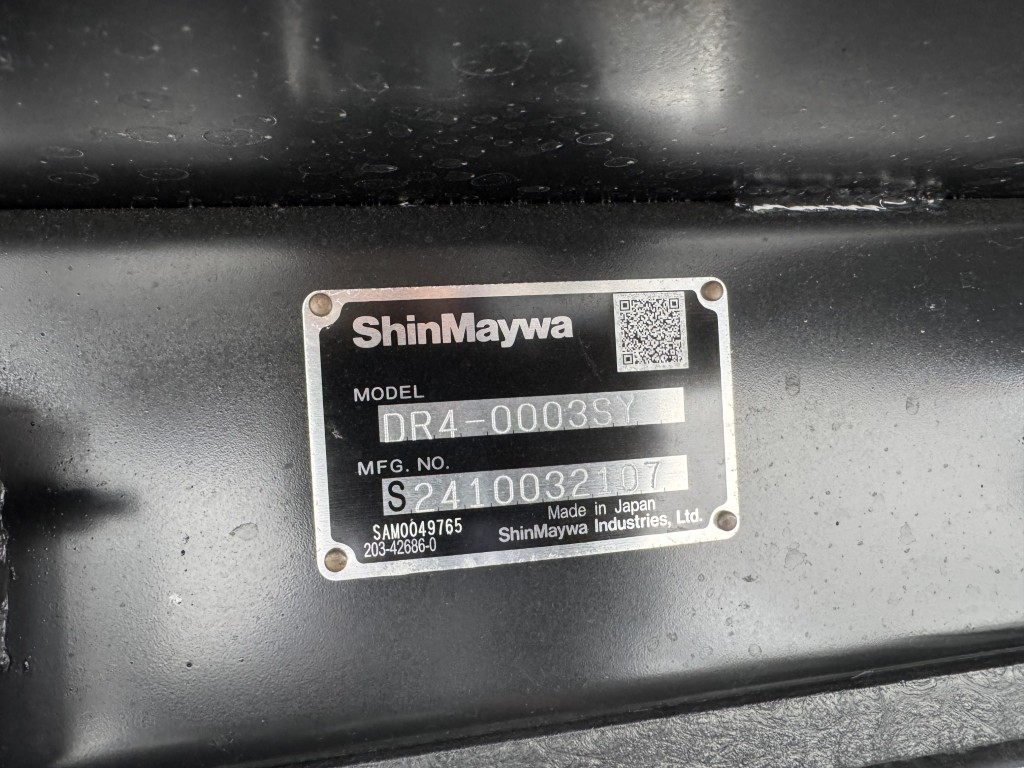 ShinMaywa
MODEL
DR4-0003SY
MFG. NO.
S2410032107
Made in Japan
SAM0049765
ShinMaywa Industries, Ltd.
203-42686-0